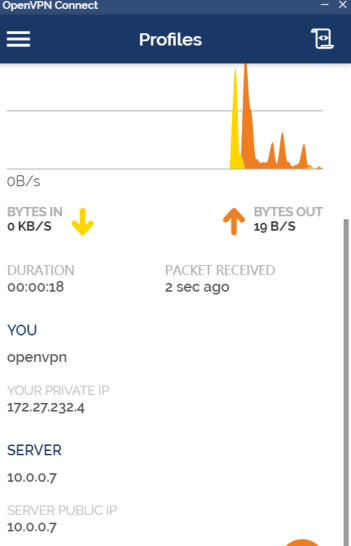 OpenVPN Connect
Profiles
0B/s
BYTES IN
0 KB/S
BYTES OUT
19 B/S
DURATION
00:00:18
PACKET RECEIVED
2 sec ago
YOU
openvpn
YOUR PRIVATE IP
172.27.232.4
SERVER
10.0.0.7
SERVER PUBLIC IP
10.0.0.7